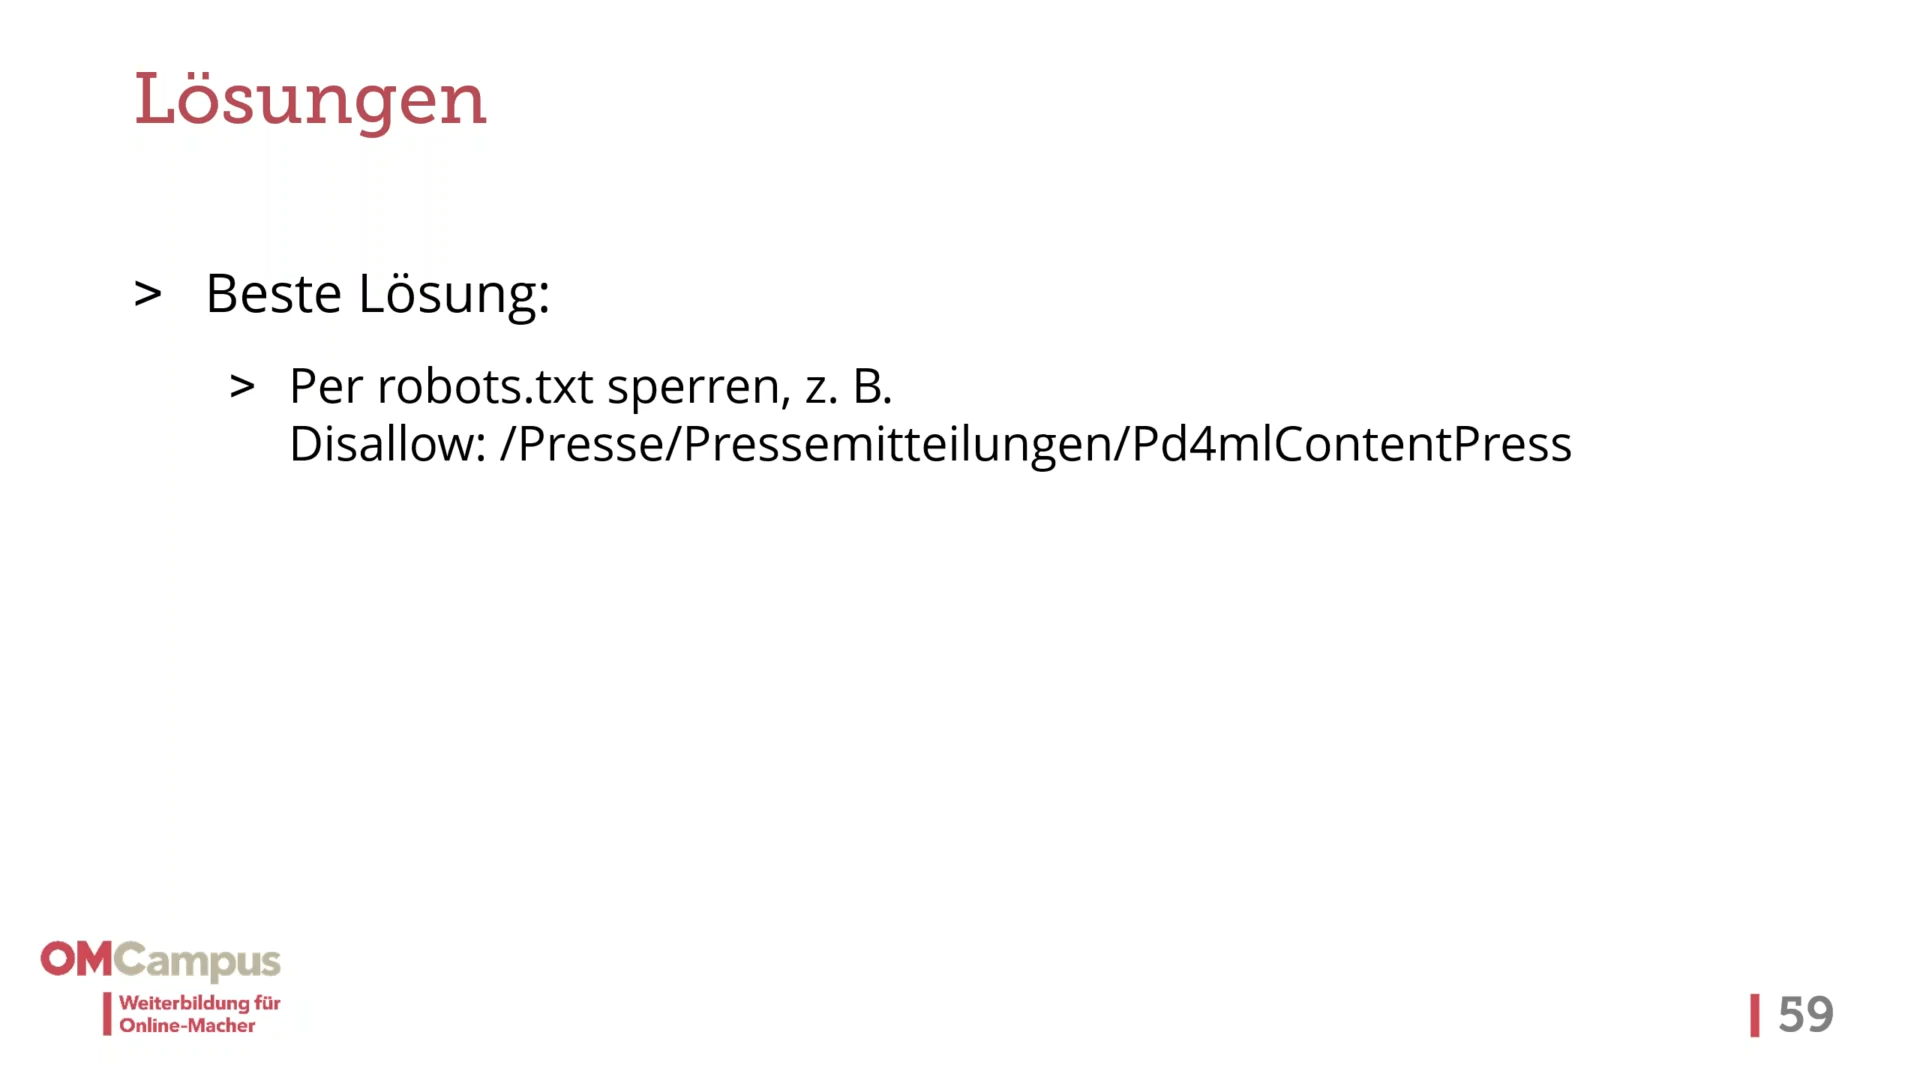 Lösungen
> Beste Lösung:
> Per robots.txt sperren, z. B.
Disallow: /Presse/Pressemitteilungen/Pd4mlContentPress
OMCampus
Weiterbildung für
Online-Macher
59